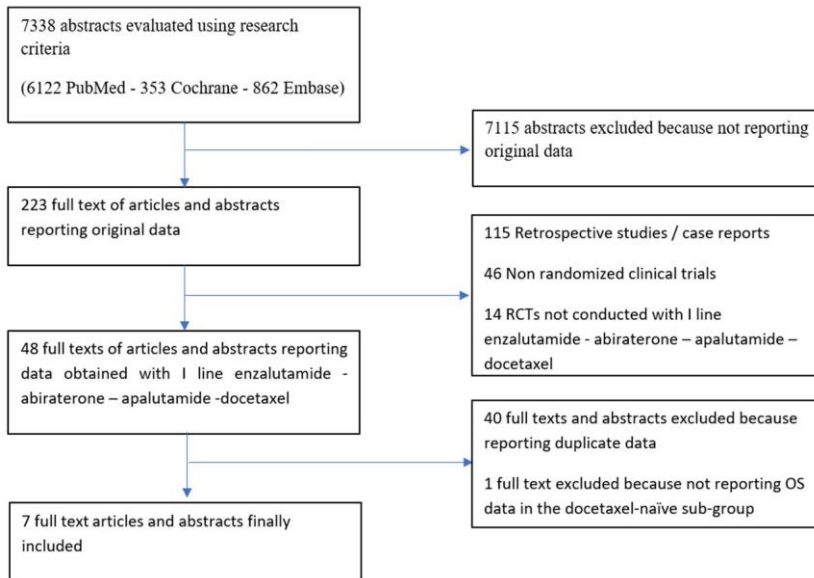 7338 abstracts evaluated using research
criteria
(6122 PubMed - 353 Cochrane - 862 Embase)
7115 abstracts excluded because not reporting
original data
223 full text of articles and abstracts
reporting original data
115 Retrospective studies / case reports
46 Non randomized clinical trials
14 RCTs not conducted with I line
enzalutamide - abiraterone – apalutamide –
docetaxel
48 full texts of articles and abstracts reporting
data obtained with I line enzalutamide -
abiraterone – apalutamide -docetaxel
40 full texts and abstracts excluded because
reporting duplicate data
1 full text excluded because not reporting OS
data in the docetaxel-naïve sub-group
7 full text articles and abstracts finally
included